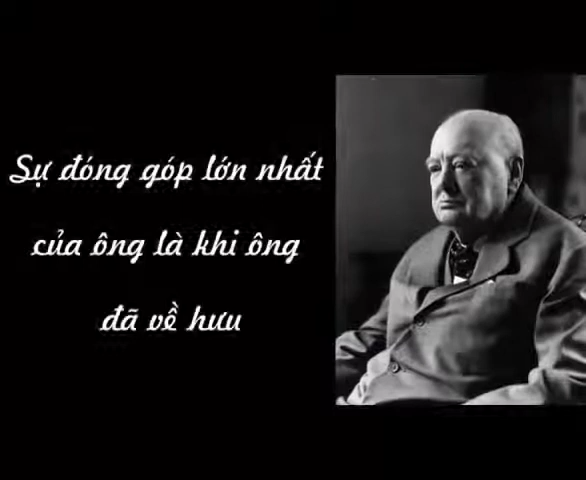 Sự đóng góp lớn nhất
của ông là khi ông
đã về hưu